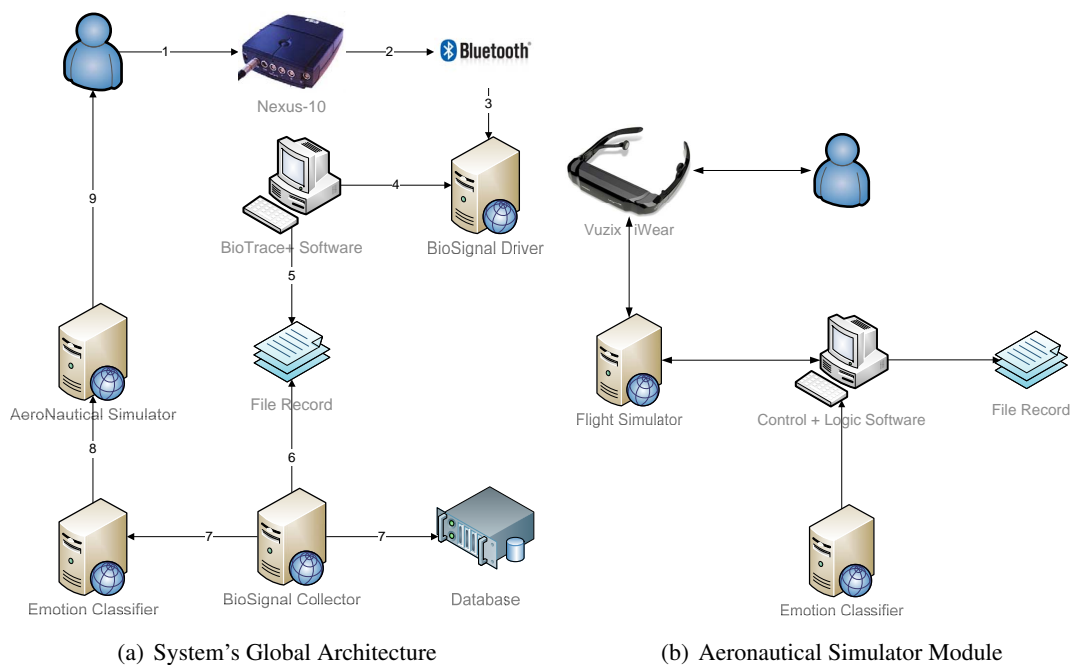 1
2
Bluetooth®
Nexus-10
3
BioTrace+ Software
4
BioSignal Driver
5
9
File Record
AeroNautical Simulator
8
6
7
7
Emotion Classifier
BioSignal Collector
Database
(a) System's Global Architecture
Vuzix iWear
Flight Simulator
Control + Logic Software
File Record
Emotion Classifier
(b) Aeronautical Simulator Module